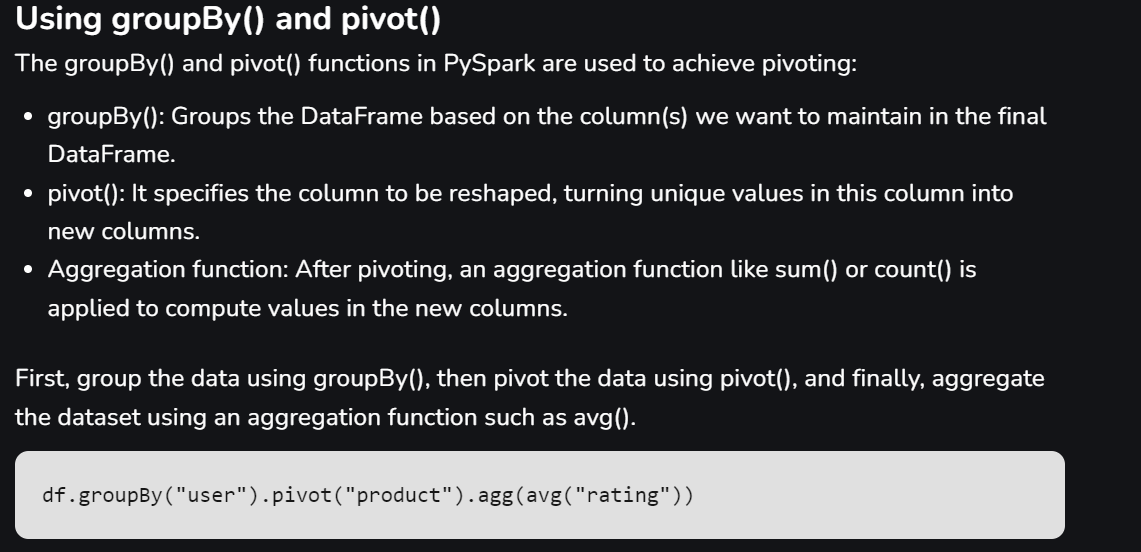 Using groupBy() and pivot()
The groupBy() and pivot() functions in PySpark are used to achieve pivoting:
• groupBy(): Groups the DataFrame based on the column(s) we want to maintain in the final
DataFrame.
• pivot(): It specifies the column to be reshaped, turning unique values in this column into
new columns.
• Aggregation function: After pivoting, an aggregation function like sum() or count() is
applied to compute values in the new columns.
First, group the data using groupBy(), then pivot the data using pivot(), and finally, aggregate
the dataset using an aggregation function such as avg().
df.groupBy("user").pivot("product").agg(avg("rating"))